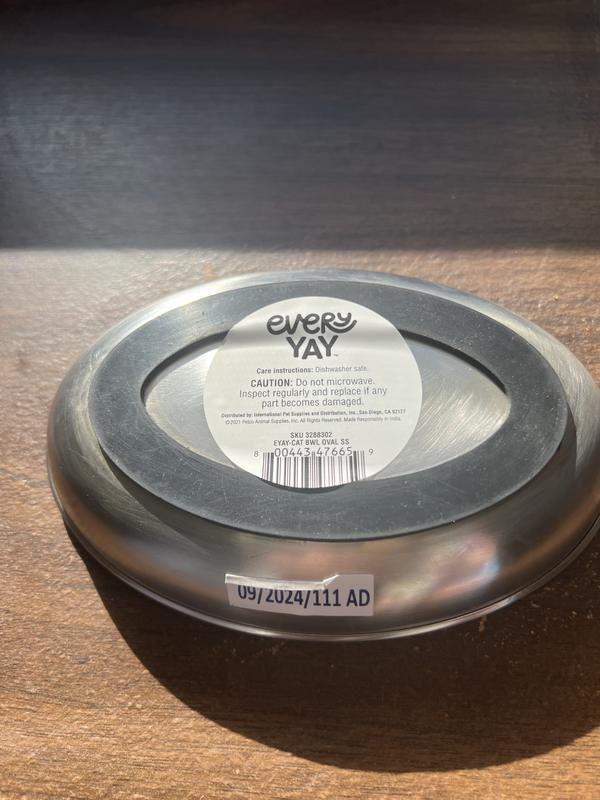 every
YAY™
Care instructions: Dishwasher safe.
CAUTION: Do not microwave.
Inspect regularly and replace if any
part becomes damaged.
Distributed by: International Pet Supplies and Distribution, Inc., San Diego, CA 92127
©2021 Petco Animal Supplies, Inc. All Rights Reserved. Made Responsibly in India.
SKU 3288302
EYAY-CAT BWL OVAL SS
8 00443 47665 9
09/2024/111 AD